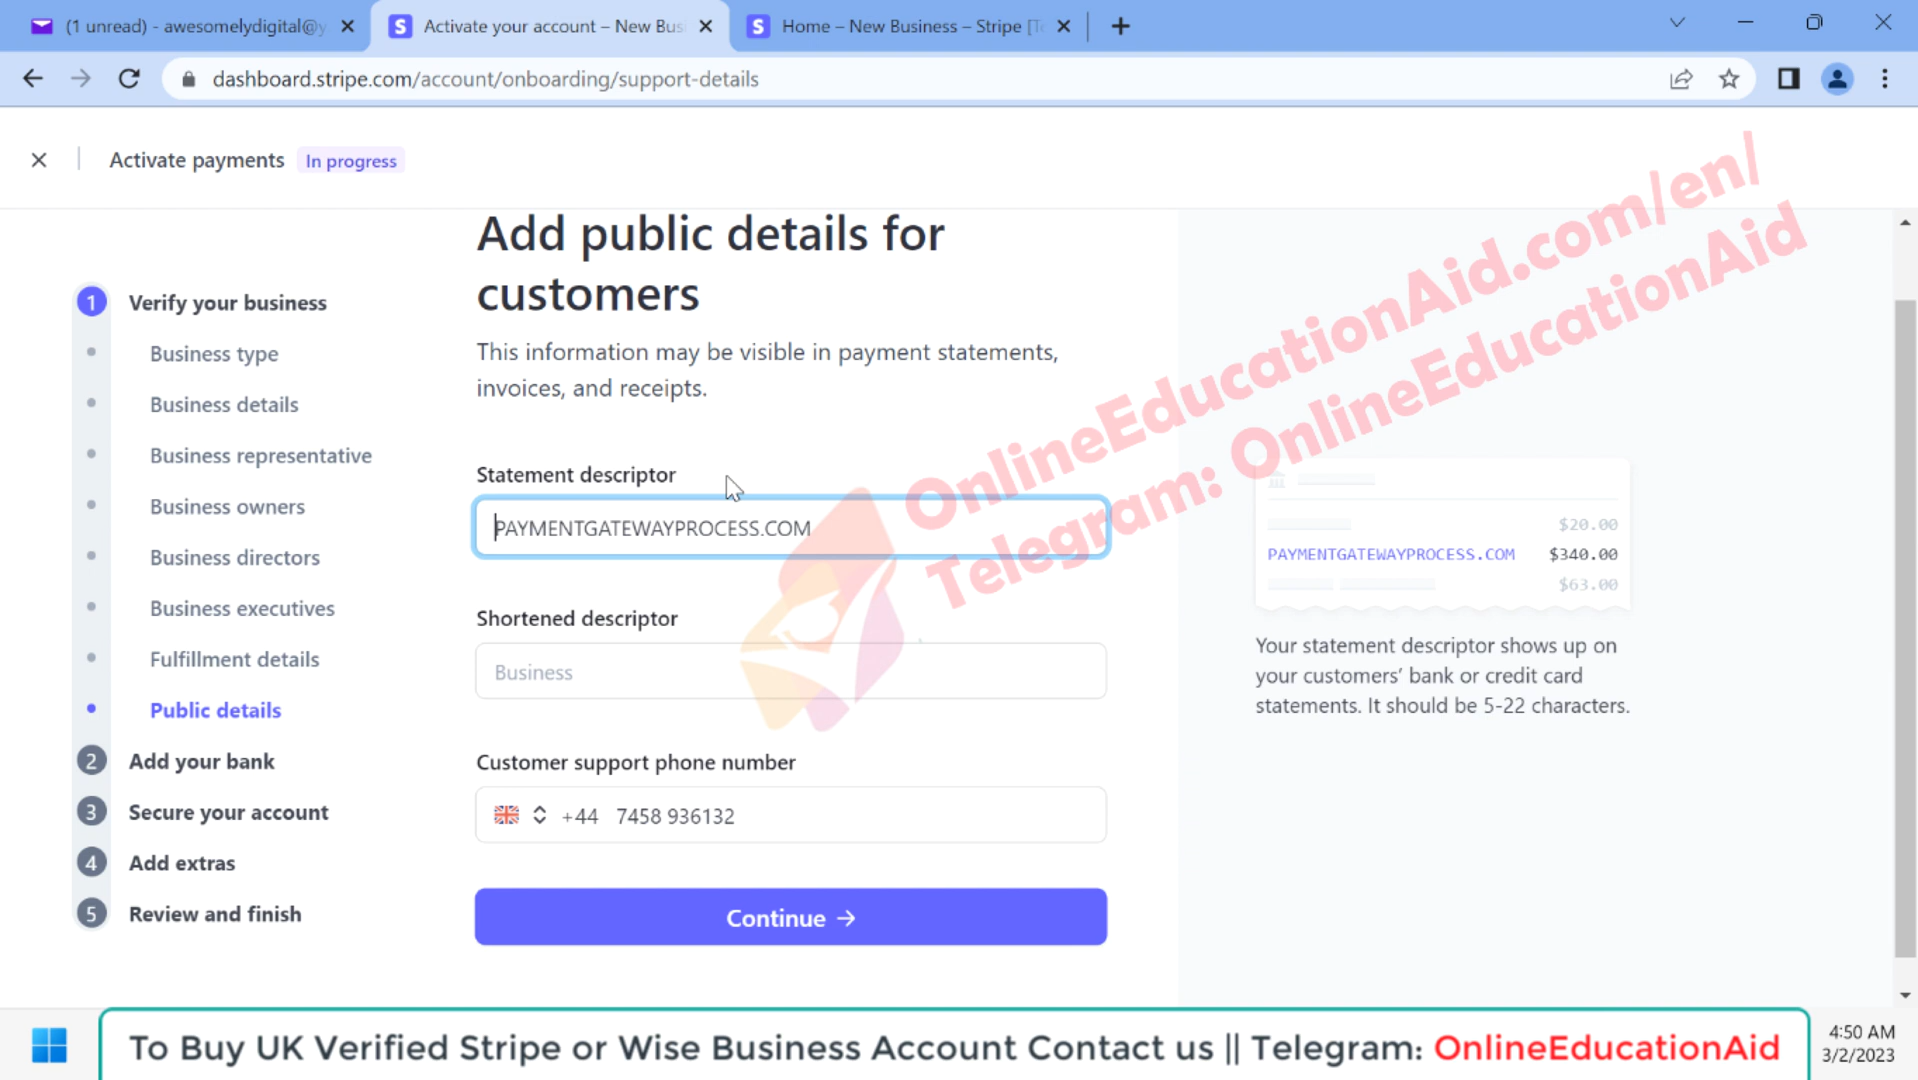 (1 unread) - awesomelydigital@y
Activate your account – New Bus
Home – New Business – Stripe [Te
dashboard.stripe.com/account/onboarding/support-details
Activate payments
In progress
Add public details for
customers
This information may be visible in payment statements,
invoices, and receipts.
1 Verify your business
Business type
Business details
Business representative
Business owners
Business directors
Business executives
Fulfillment details
Public details
2 Add your bank
3 Secure your account
4 Add extras
5 Review and finish
Statement descriptor
PAYMENTGATEWAYPROCESS.COM
Shortened descriptor
Business
Customer support phone number
+44 7458 936132
Continue →
$20.00
PAYMENTGATEWAYPROCESS.COM $340.00
$63.00
Your statement descriptor shows up on
your customers’ bank or credit card
statements. It should be 5-22 characters.
OnlineEducationAid.com/en/
Telegram: OnlineEducationAid
To Buy UK Verified Stripe or Wise Business Account Contact us || Telegram: OnlineEducationAid
4:50 AM
3/2/2023